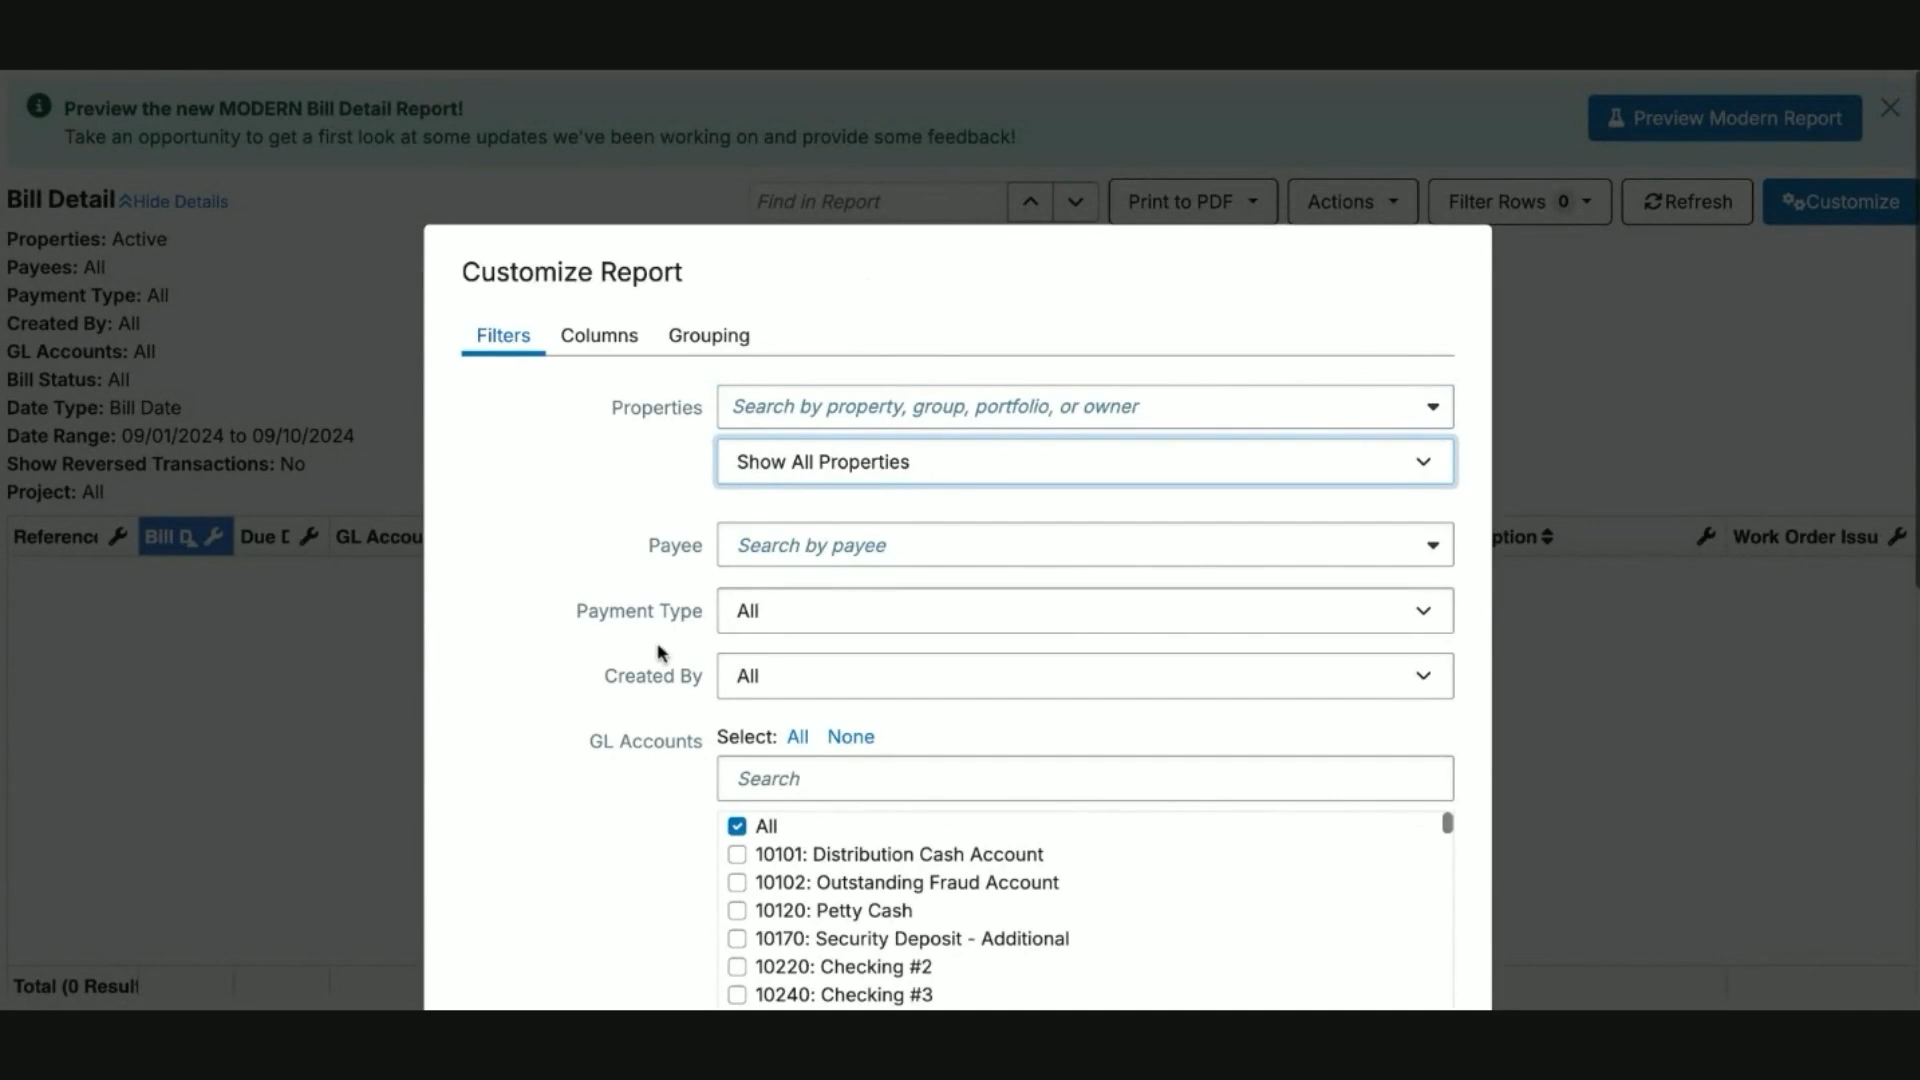 Preview the new MODERN Bill Detail Report!
Take an opportunity to get a first look at some updates we've been working on and provide some feedback!
Preview Modern Report
Bill Detail Hide Details
Find in Report
Print to PDF
Actions
Filter Rows 0
Refresh
Customize
Properties: Active
Payees: All
Payment Type: All
Created By: All
GL Accounts: All
Bill Status: All
Date Type: Bill Date
Date Range: 09/01/2024 to 09/10/2024
Show Reversed Transactions: No
Project: All
Customize Report
Filters Columns Grouping
Properties Search by property, group, portfolio, or owner
Show All Properties
Payee Search by payee
Payment Type All
Created By All
GL Accounts Select: All None
Search
All
10101: Distribution Cash Account
10102: Outstanding Fraud Account
10120: Petty Cash
10170: Security Deposit - Additional
10220: Checking #2
10240: Checking #3
Reference Bill D Due D GL Accou ption Work Order Issu
Total (0 Result